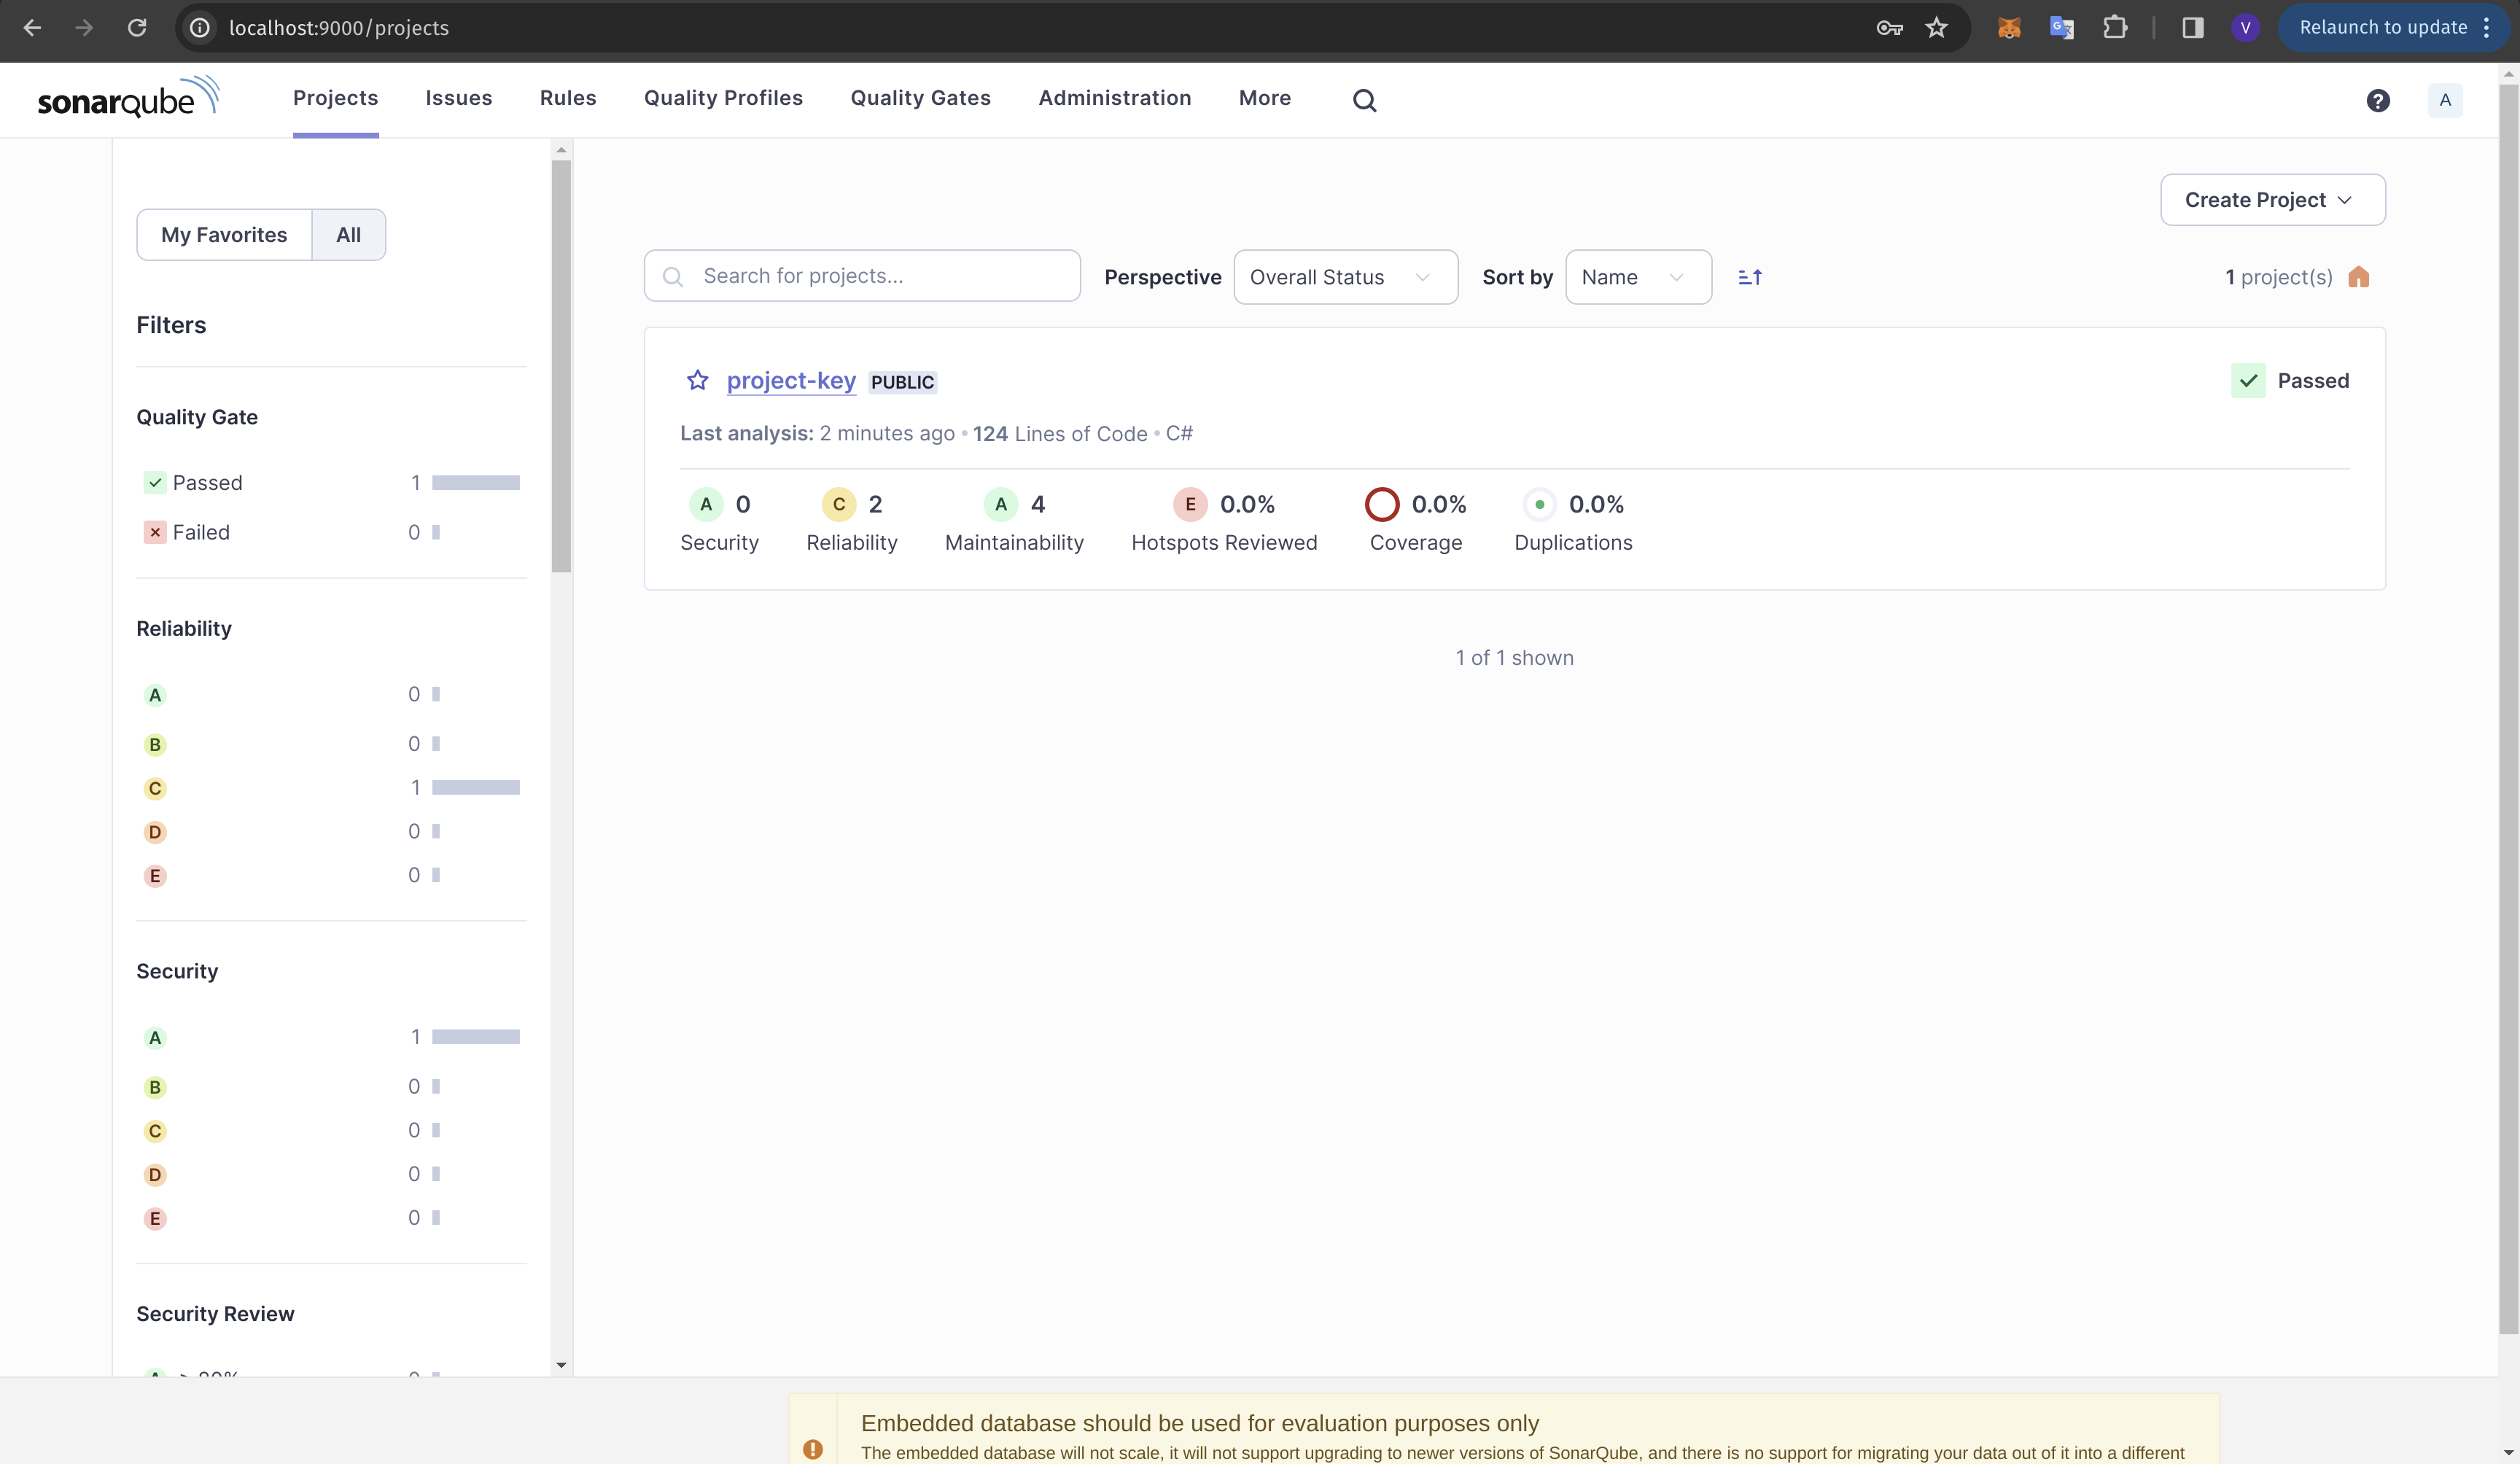 localhost:9000/projects
V
Relaunch to update
sonarqube
Projects Issues Rules Quality Profiles Quality Gates Administration More
?
A
Create Project
My Favorites All
Search for projects...
Perspective Overall Status
Sort by Name
1 project(s)
Filters
project-key PUBLIC
Passed
Last analysis: 2 minutes ago • 124 Lines of Code • C#
A 0
Security
C 2
Reliability
A 4
Maintainability
E 0.0%
Hotspots Reviewed
0.0%
Coverage
0.0%
Duplications
1 of 1 shown
Quality Gate
Passed 1
Failed 0
Reliability
A 0
B 0
C 1
D 0
E 0
Security
A 1
B 0
C 0
D 0
E 0
Security Review
Embedded database should be used for evaluation purposes only
The embedded database will not scale, it will not support upgrading to newer versions of SonarQube, and there is no support for migrating your data out of it into a different